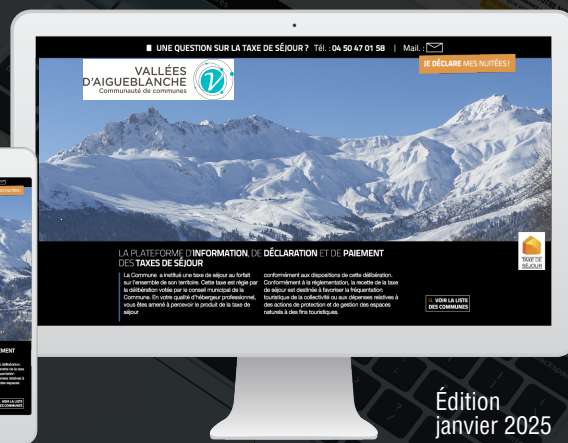 UNE QUESTION SUR LA TAXE DE SÉJOUR ? Tél. : 04 50 47 01 58 | Mail. :
JE DÉCLARE MES NUITÉES !
VALLÉES
D'AIGUEBLANCHE
Communauté de communes
LA PLATEFORME D'INFORMATION, DE DÉCLARATION ET DE PAIEMENT
DES TAXES DE SÉJOUR
La Commune a institué une taxe de séjour au forfait
sur l'ensemble de son territoire. Cette taxe est régie par
la délibération votée par le conseil municipal de la
Commune. En votre qualité d'hébergeur professionnel,
vous êtes amené à percevoir le produit de la taxe de
séjour
conformément aux dispositions de cette délibération.
Conformément à la réglementation, la recette de la taxe
de séjour est destinée à favoriser la fréquentation
touristique de la collectivité ou aux dépenses relatives à
des actions de protection et de gestion des espaces
naturels à des fins touristiques.
TAXE DE
SÉJOUR
VOIR LA LISTE
DES COMMUNES
Édition
janvier 2025